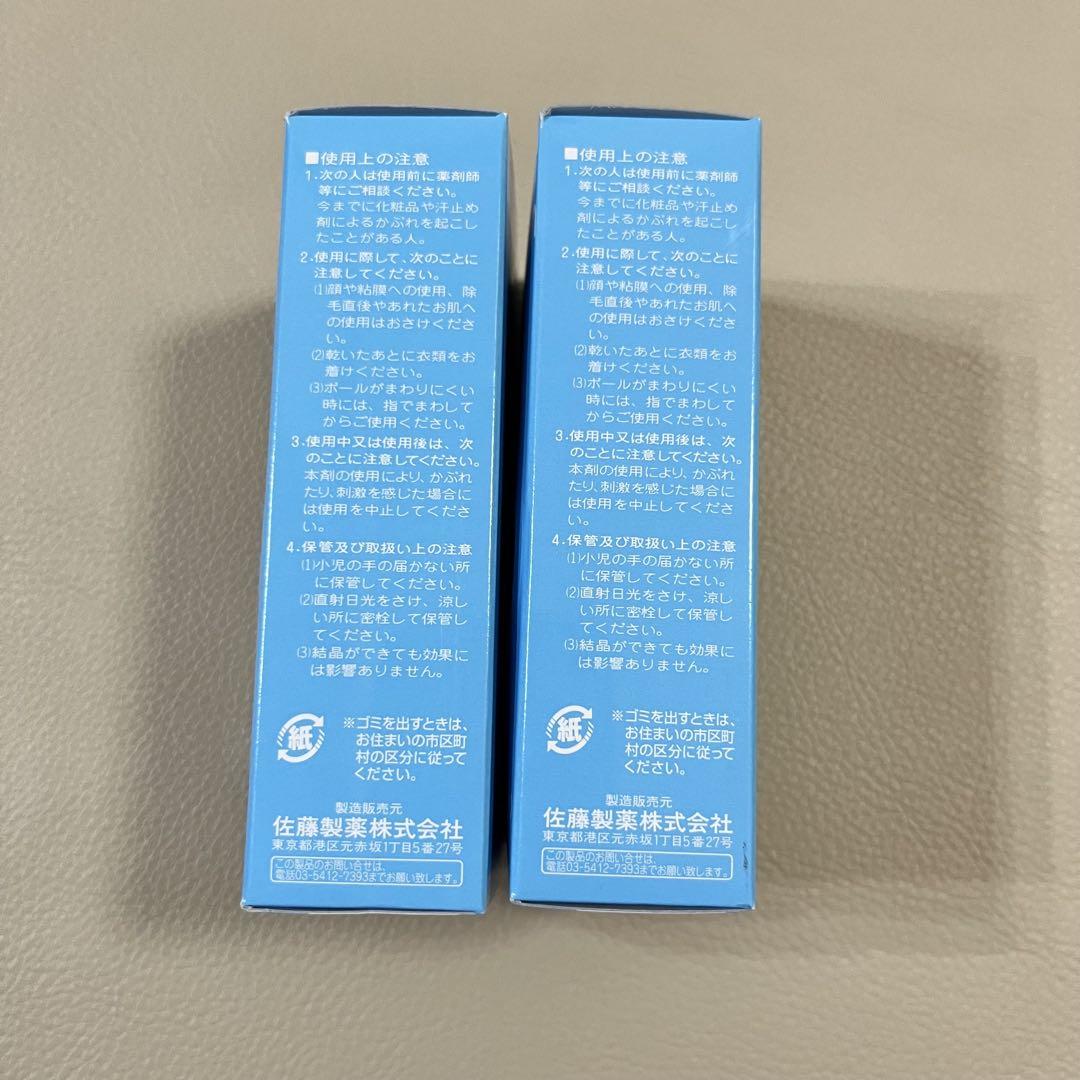 ■使用上の注意
1.次の人は使用前に薬剤師
等にご相談ください。
今までに化粧品や汗止め
剤によるかぶれを起こし
たことがある人。
2.使用に際して、次のことに
注意してください。
⑴顔や粘膜への使用、除
毛直後やあれたお肌へ
の使用はおさけくださ
い。
⑵乾いたあとに衣類をお
着けください。
⑶ボールがまわりにくい
時には、指でまわして
からご使用ください。
3.使用中又は使用後は、次
のことに注意してください。
本剤の使用により、かぶれ
たり、刺激を感じた場合に
は使用を中止してくださ
い。
4.保管及び取扱い上の注意
⑴小児の手の届かない所
に保管してください。
⑵直射日光をさけ、涼し
い所に密栓して保管し
てください。
⑶結晶ができても効果に
は影響ありません。
紙
※ゴミを出すときは、
お住まいの市区町
村の区分に従って
ください。
製造販売元
佐藤製薬株式会社
東京都港区元赤坂1丁目5番27号
この製品のお問い合せは、
電話03-5412-7393までお願い致します。
■使用上の注意
1.次の人は使用前に薬剤師
等にご相談ください。
今までに化粧品や汗止め
剤によるかぶれを起こし
たことがある人。
2.使用に際して、次のことに
注意してください。
⑴顔や粘膜への使用、除
毛直後やあれたお肌へ
の使用はおさけくださ
い。
⑵乾いたあとに衣類をお
着けください。
⑶ボールがまわりにくい
時には、指でまわして
からご使用ください。
3.使用中又は使用後は、次
のことに注意してください。
本剤の使用により、かぶれ
たり、刺激を感じた場合に
は使用を中止してくださ
い。
4.保管及び取扱い上の注意
⑴小児の手の届かない所
に保管してください。
⑵直射日光をさけ、涼し
い所に密栓して保管し
てください。
⑶結晶ができても効果に
は影響ありません。
紙
※ゴミを出すときは、
お住まいの市区町
村の区分に従って
ください。
製造販売元
佐藤製薬株式会社
東京都港区元赤坂1丁目5番27号
この製品のお問い合せは、
電話03-5412-7393までお願い致します。